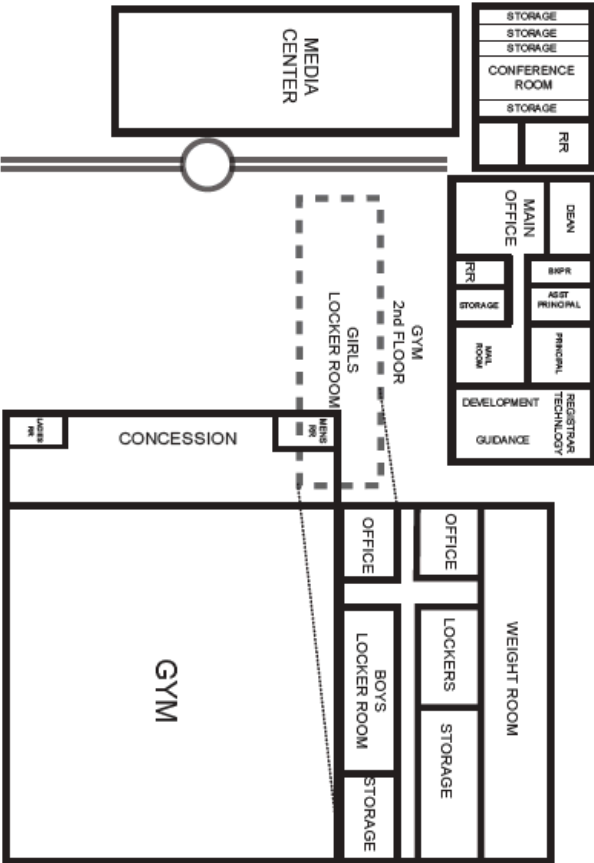 STORAGE
STORAGE
STORAGE
CONFERENCE
ROOM
STORAGE
RR
MEDIA
CENTER
MAIN
OFFICE
DEAN
RR
BKPR
STORAGE
ASST
PRINCIPAL
MAIL
ROOM
PRINCIPAL
DEVELOPMENT
REGISTRAR
TECHNLOGY
GUIDANCE
GYM
2nd FLOOR
GIRLS
LOCKER ROOM
LADIES
RR
CONCESSION
MENS
RR
OFFICE
OFFICE
WEIGHT ROOM
BOYS
LOCKER ROOM
LOCKERS
GYM
STORAGE
STORAGE